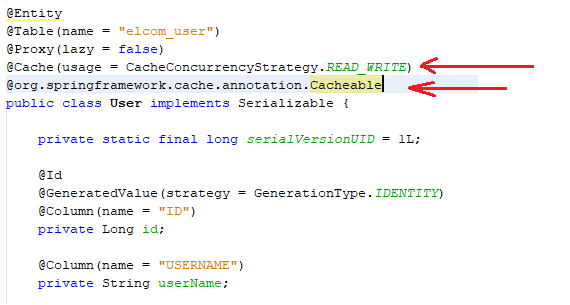 @Entity
@Table(name = "elcom_user")
@Proxy(lazy = false)
@Cache(usage = CacheConcurrencyStrategy.READ_WRITE)
@org.springframework.cache.annotation.Cacheable
public class User implements Serializable {
private static final long serialVersionUID = 1L;
@Id
@GeneratedValue(strategy = GenerationType.IDENTITY)
@Column(name = "ID")
private Long id;
@Column(name = "USERNAME")
private String userName;